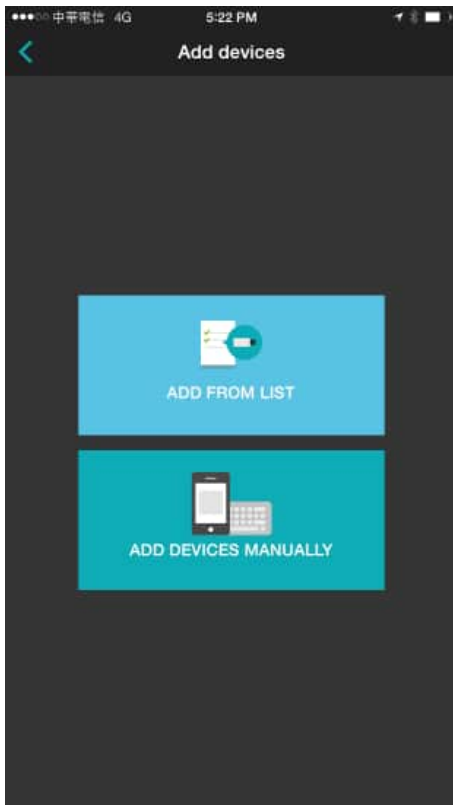 中華電信 4G 5:22 PM
Add devices
ADD FROM LIST
ADD DEVICES MANUALLY